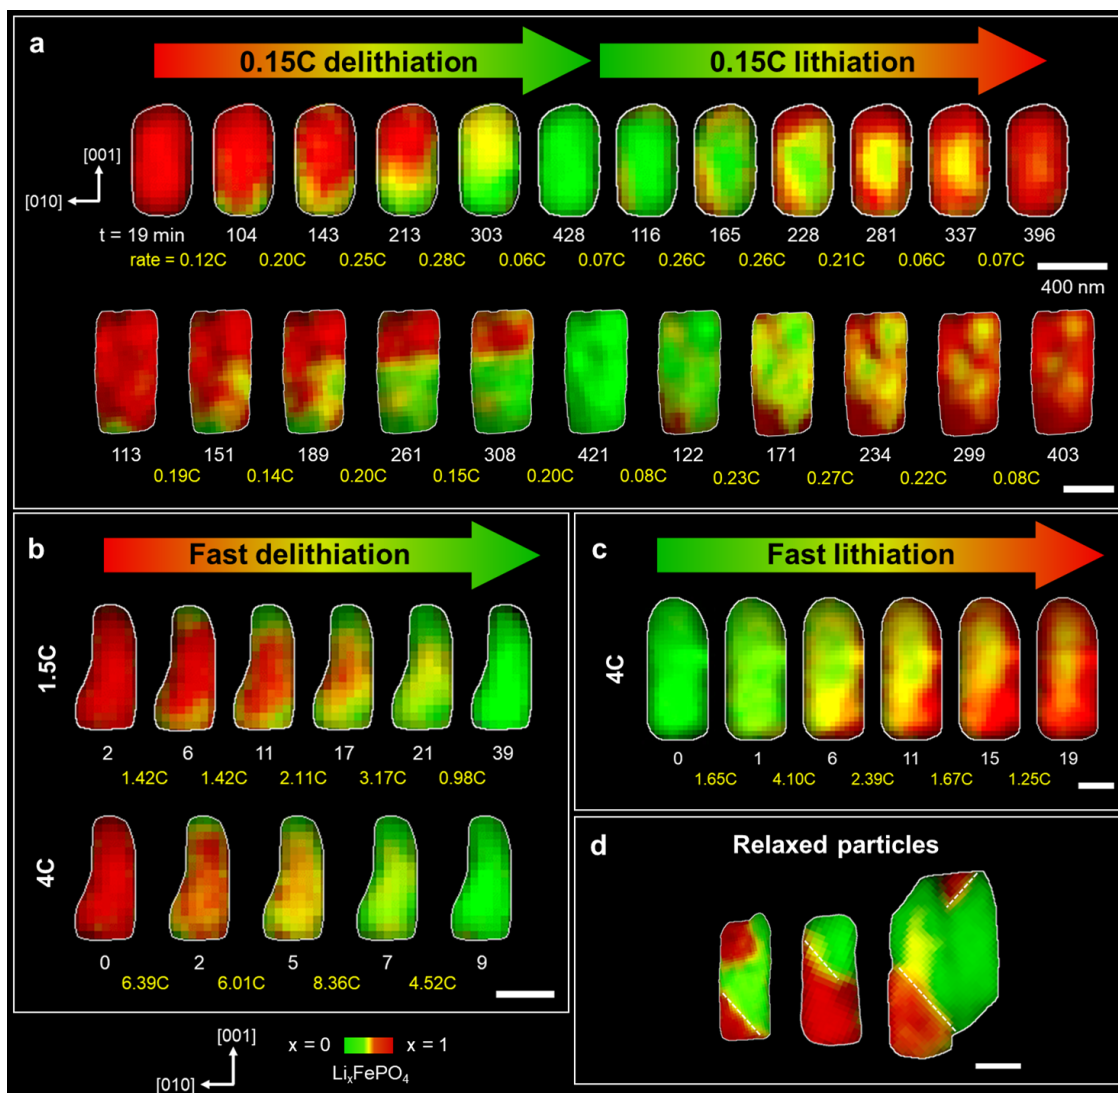 a
0.15C delithiation
0.15C lithiation
[001]
[010]
t = 19 min 104 143 213 303 428 116 165 228 281 337 396
rate = 0.12C 0.20C 0.25C 0.28C 0.06C 0.07C 0.26C 0.26C 0.21C 0.06C 0.07C
400 nm
113 151 189 261 308 421 122 171 234 299 403
0.19C 0.14C 0.20C 0.15C 0.20C 0.08C 0.23C 0.27C 0.22C 0.08C
b
Fast delithiation
1.5C
2 6 11 17 21 39
1.42C 1.42C 2.11C 3.17C 0.98C
4C
0 2 5 7 9
6.39C 6.01C 8.36C 4.52C
c
Fast lithiation
4C
0 1 6 11 15 19
1.65C 4.10C 2.39C 1.67C 1.25C
d
Relaxed particles
[001]
[010]
x = 0 x = 1
LiₓFePO₄